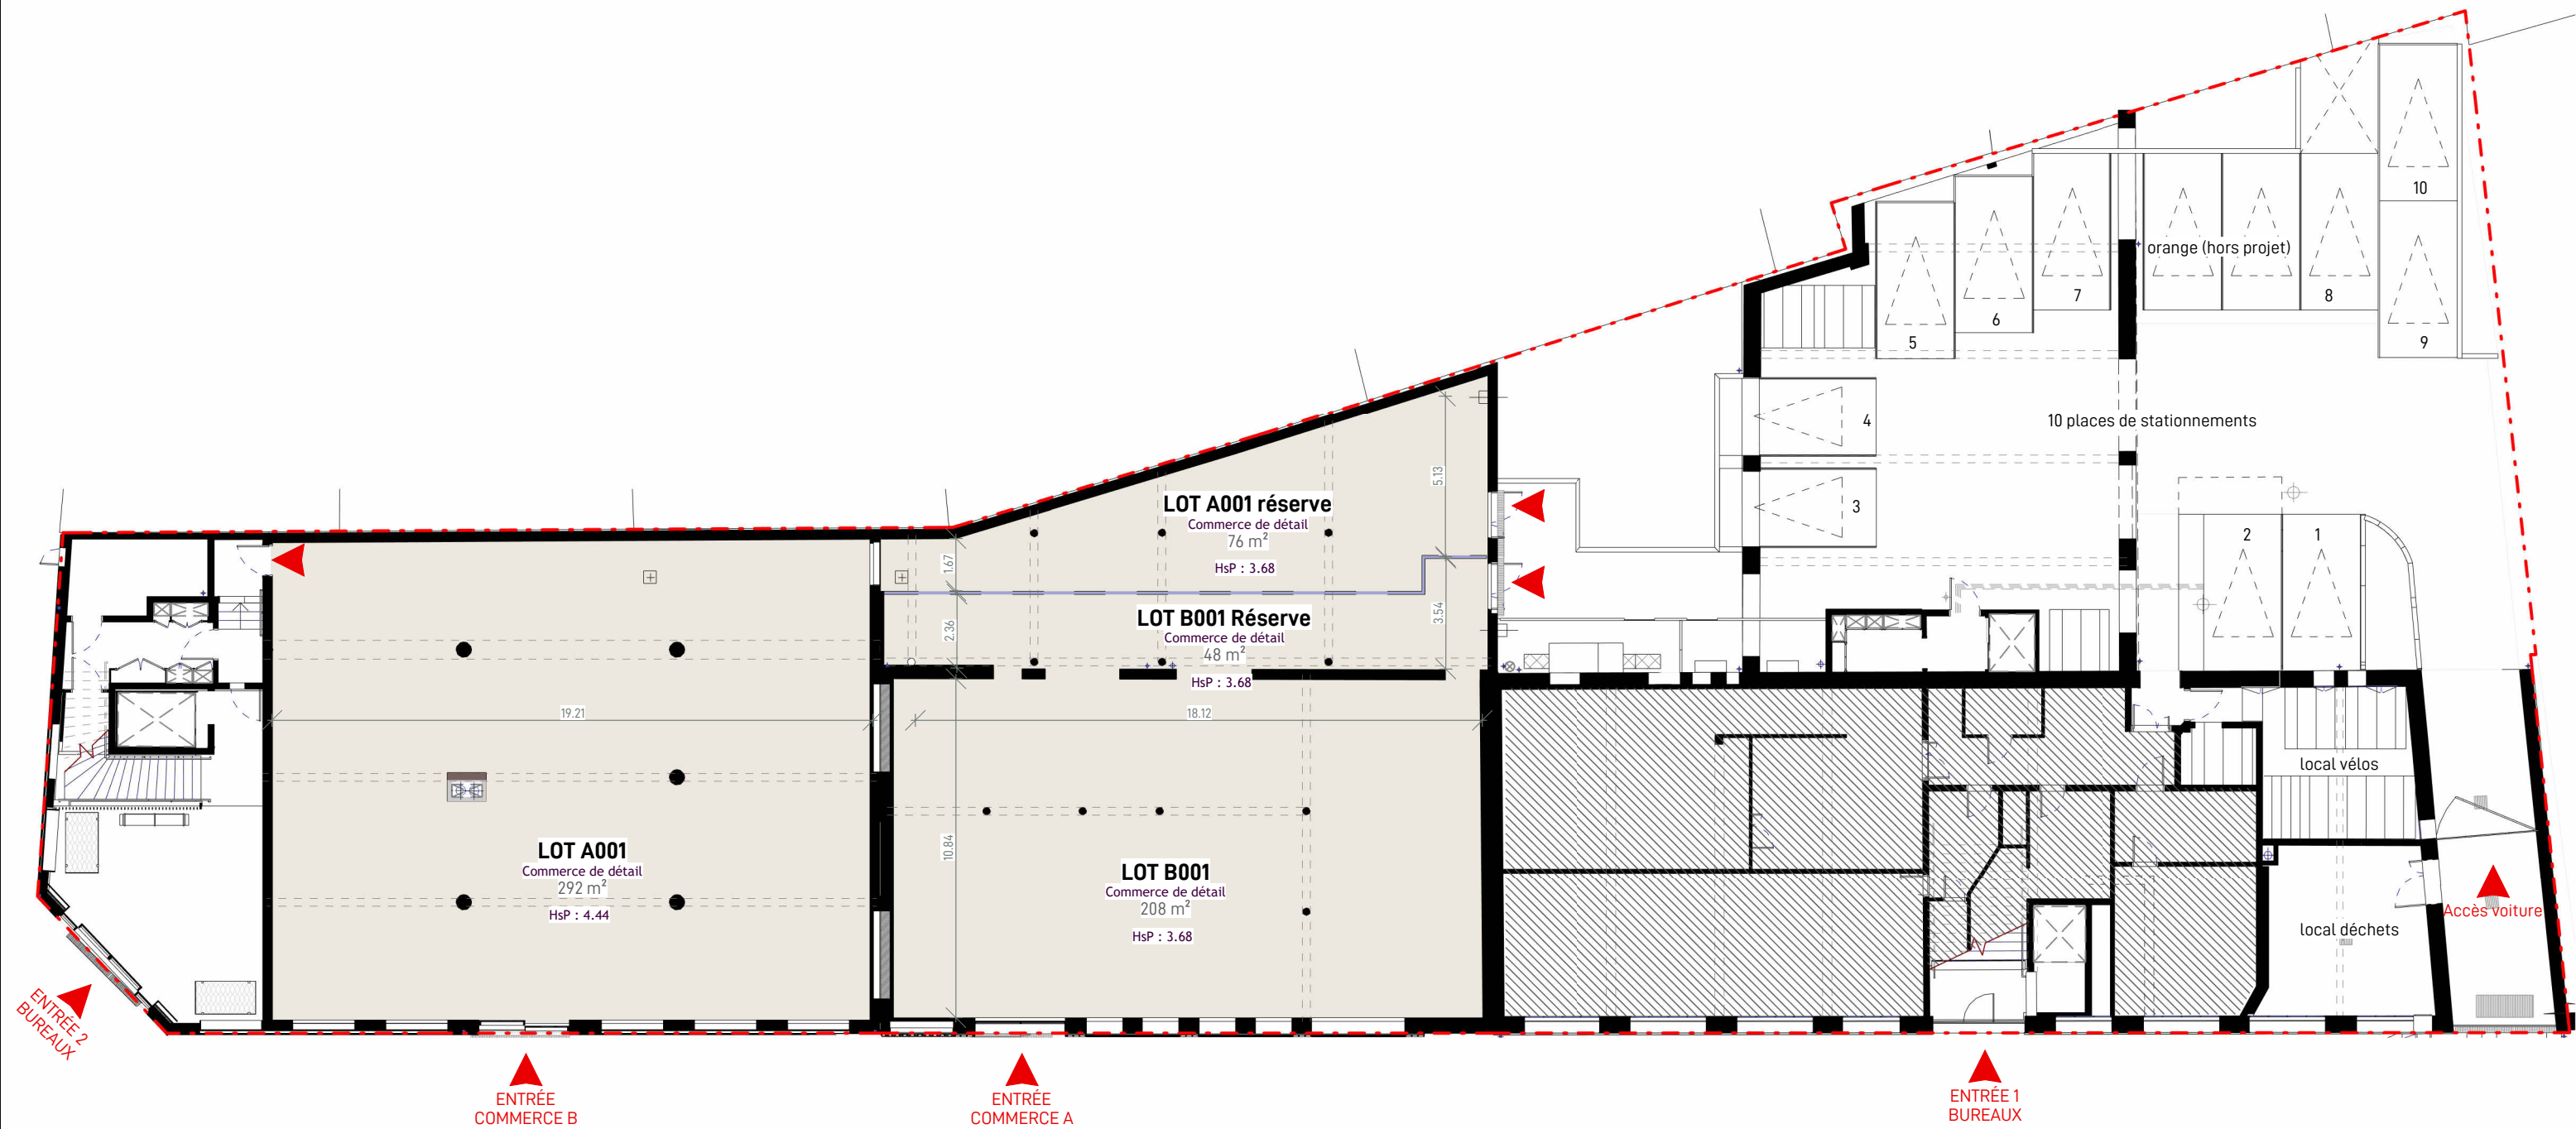 10
orange (hors projet)
7
8
6
5
9
10 places de stationnements
4
3
5.13
LOT A001 réserve
Commerce de détail
76 m²
HsP : 3.68
1.67
2
1
LOT B001 Réserve
Commerce de détail
48 m²
HsP : 3.68
2.36
3.54
19.21
18.12
local vélos
10.84
LOT A001
Commerce de détail
292 m²
HsP : 4.44
LOT B001
Commerce de détail
208 m²
HsP : 3.68
Accès voiture
local déchets
ENTRÉE 2
BUREAUX
ENTRÉE
COMMERCE B
ENTRÉE
COMMERCE A
ENTRÉE 1
BUREAUX